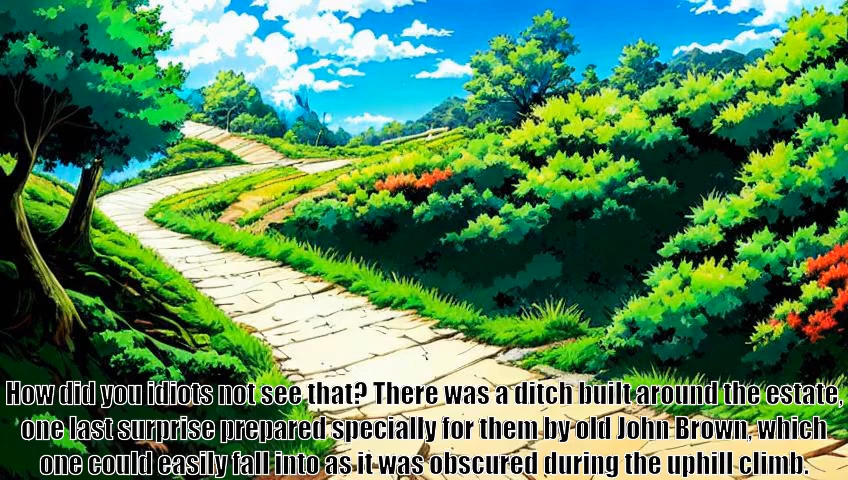 How did you idiots not see that? There was a ditch built around the estate,
one last surprise prepared specially for them by old John Brown, which
one could easily fall into as it was obscured during the uphill climb.